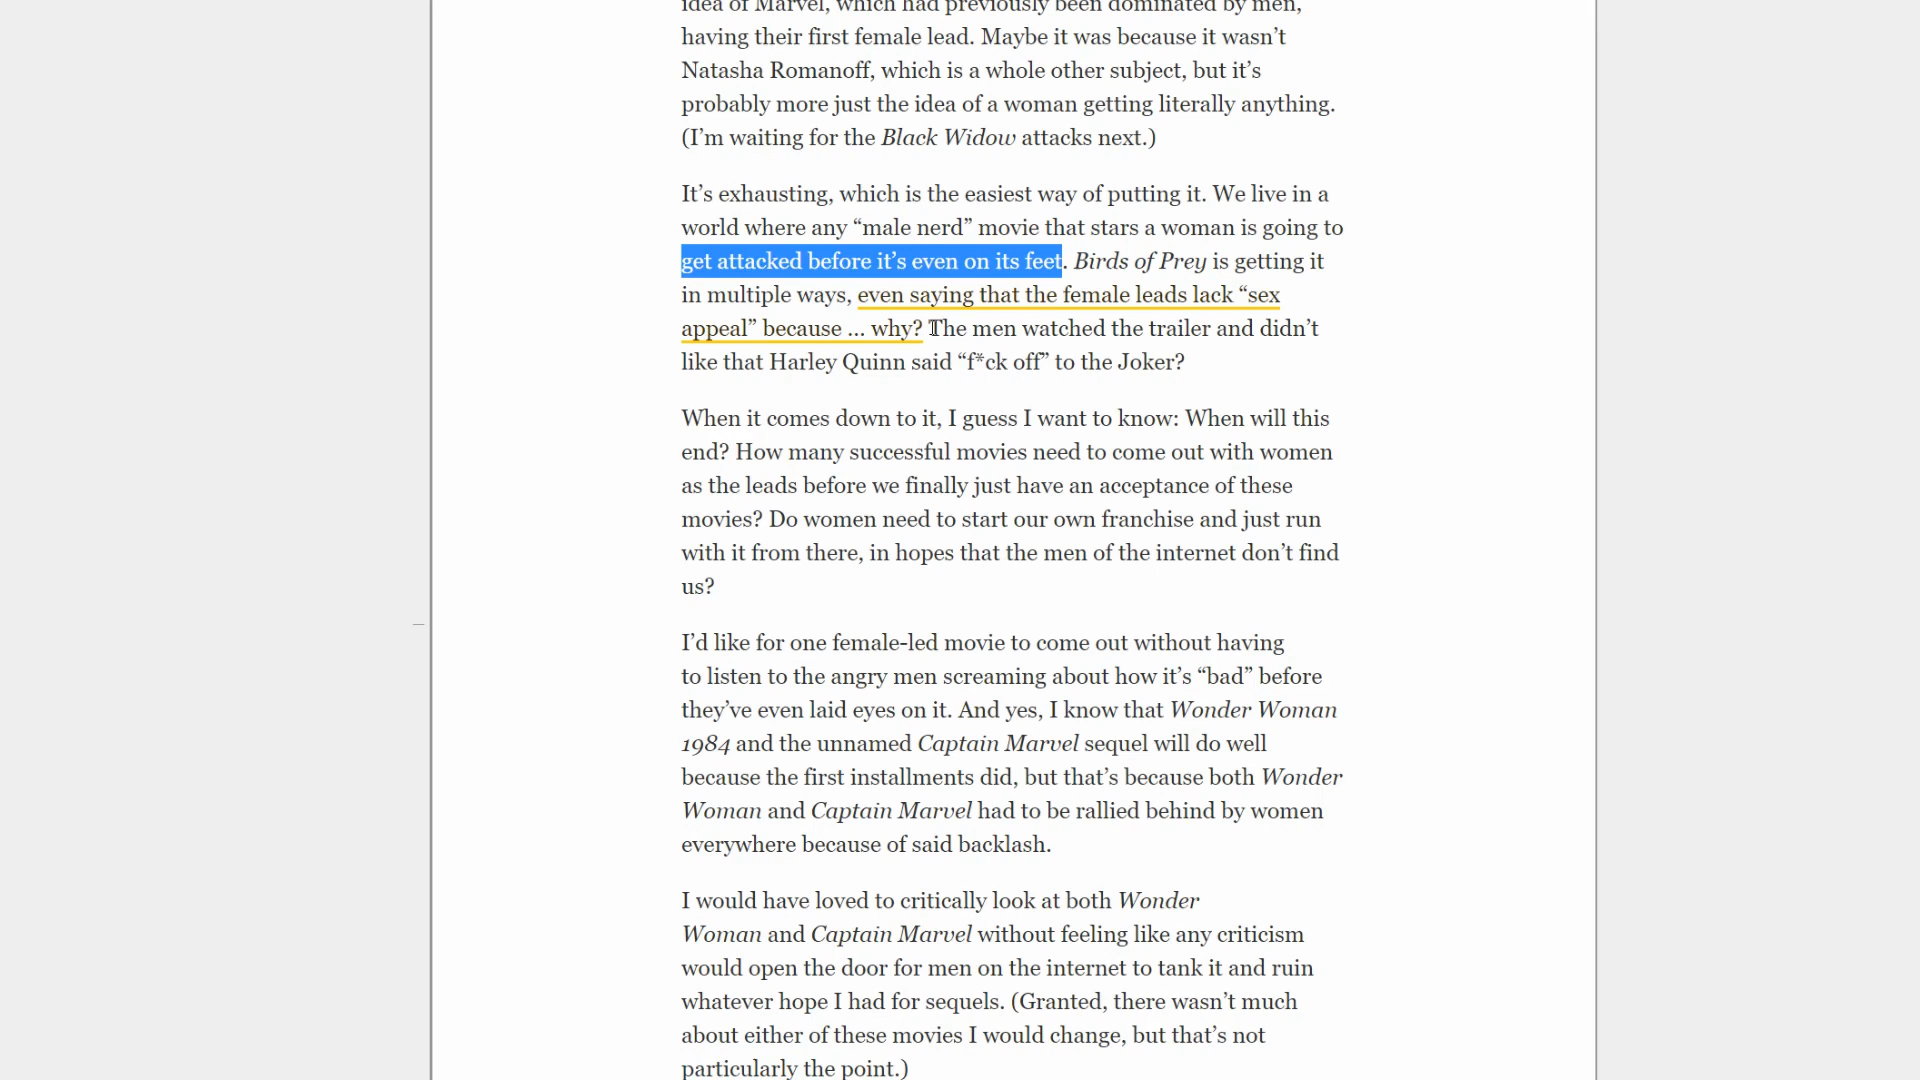 idea of Marvel, which had previously been dominated by men,
having their first female lead. Maybe it was because it wasn’t
Natasha Romanoff, which is a whole other subject, but it’s
probably more just the idea of a woman getting literally anything.
(I’m waiting for the Black Widow attacks next.)
It’s exhausting, which is the easiest way of putting it. We live in a
world where any “male nerd” movie that stars a woman is going to
get attacked before it’s even on its feet. Birds of Prey is getting it
in multiple ways, even saying that the female leads lack “sex
appeal” because … why? The men watched the trailer and didn’t
like that Harley Quinn said “f*ck off” to the Joker?
When it comes down to it, I guess I want to know: When will this
end? How many successful movies need to come out with women
as the leads before we finally just have an acceptance of these
movies? Do women need to start our own franchise and just run
with it from there, in hopes that the men of the internet don’t find
us?
I’d like for one female-led movie to come out without having
to listen to the angry men screaming about how it’s “bad” before
they’ve even laid eyes on it. And yes, I know that Wonder Woman
1984 and the unnamed Captain Marvel sequel will do well
because the first installments did, but that’s because both Wonder
Woman and Captain Marvel had to be rallied behind by women
everywhere because of said backlash.
I would have loved to critically look at both Wonder
Woman and Captain Marvel without feeling like any criticism
would open the door for men on the internet to tank it and ruin
whatever hope I had for sequels. (Granted, there wasn’t much
about either of these movies I would change, but that’s not
particularly the point.)